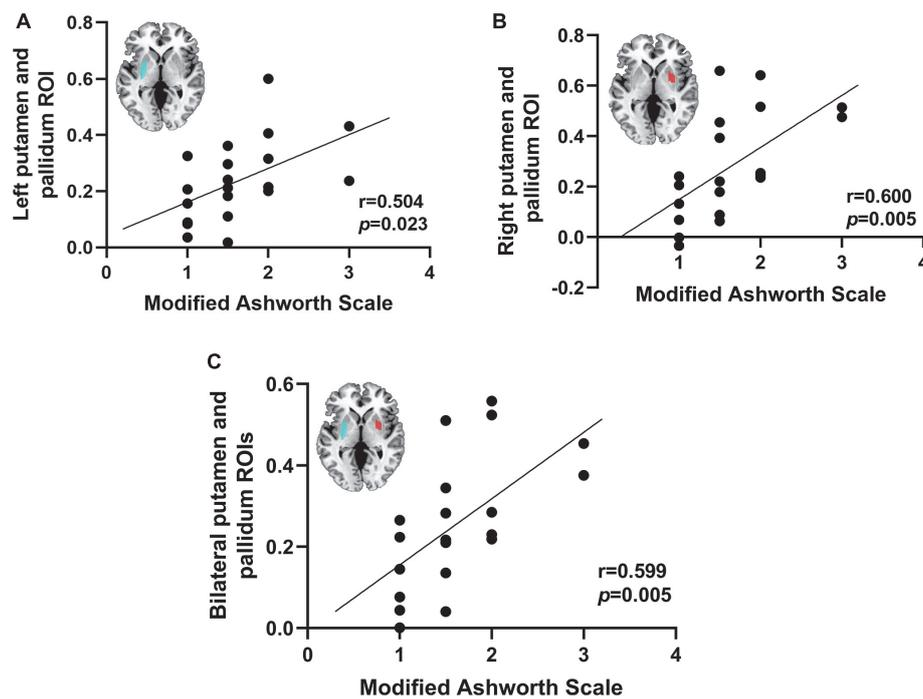 A
Left putamen and
pallidum ROI
0.8
0.6
0.4
0.2
0.0
0 1 2 3 4
r=0.504
p=0.023
Modified Ashworth Scale
B
Right putamen and
pallidum ROI
0.8
0.6
0.4
0.2
0.0
-0.2
1 2 3 4
r=0.600
p=0.005
Modified Ashworth Scale
C
Bilateral putamen and
pallidum ROIs
0.6
0.4
0.2
0.0
0 1 2 3 4
r=0.599
p=0.005
Modified Ashworth Scale